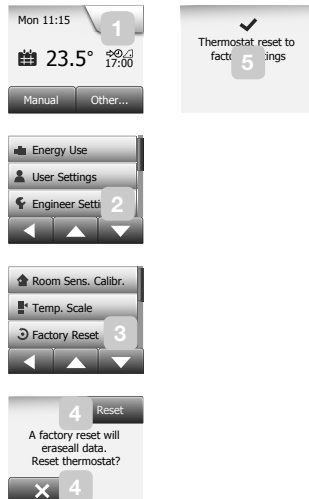 Mon 11:15
1
23.5°
17:00
Manual Other...
Energy Use
User Settings
Engineer Setti
2
Room Sens. Calibr.
Temp. Scale
Factory Reset
3
4
Reset
A factory reset will
eraseall data.
Reset thermostat?
4
Thermostat reset to
fact ings
5